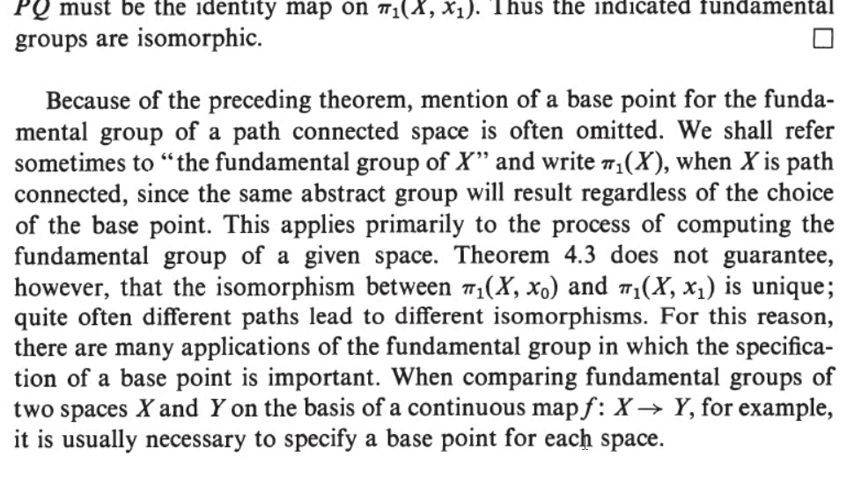 PQ must be the identity map on π₁(X, x₁). Thus the indicated fundamental
groups are isomorphic. □
Because of the preceding theorem, mention of a base point for the funda-
mental group of a path connected space is often omitted. We shall refer
sometimes to “the fundamental group of X” and write π₁(X), when X is path
connected, since the same abstract group will result regardless of the choice
of the base point. This applies primarily to the process of computing the
fundamental group of a given space. Theorem 4.3 does not guarantee,
however, that the isomorphism between π₁(X, x₀) and π₁(X, x₁) is unique;
quite often different paths lead to different isomorphisms. For this reason,
there are many applications of the fundamental group in which the specifica-
tion of a base point is important. When comparing fundamental groups of
two spaces X and Y on the basis of a continuous map f: X → Y, for example,
it is usually necessary to specify a base point for each space.